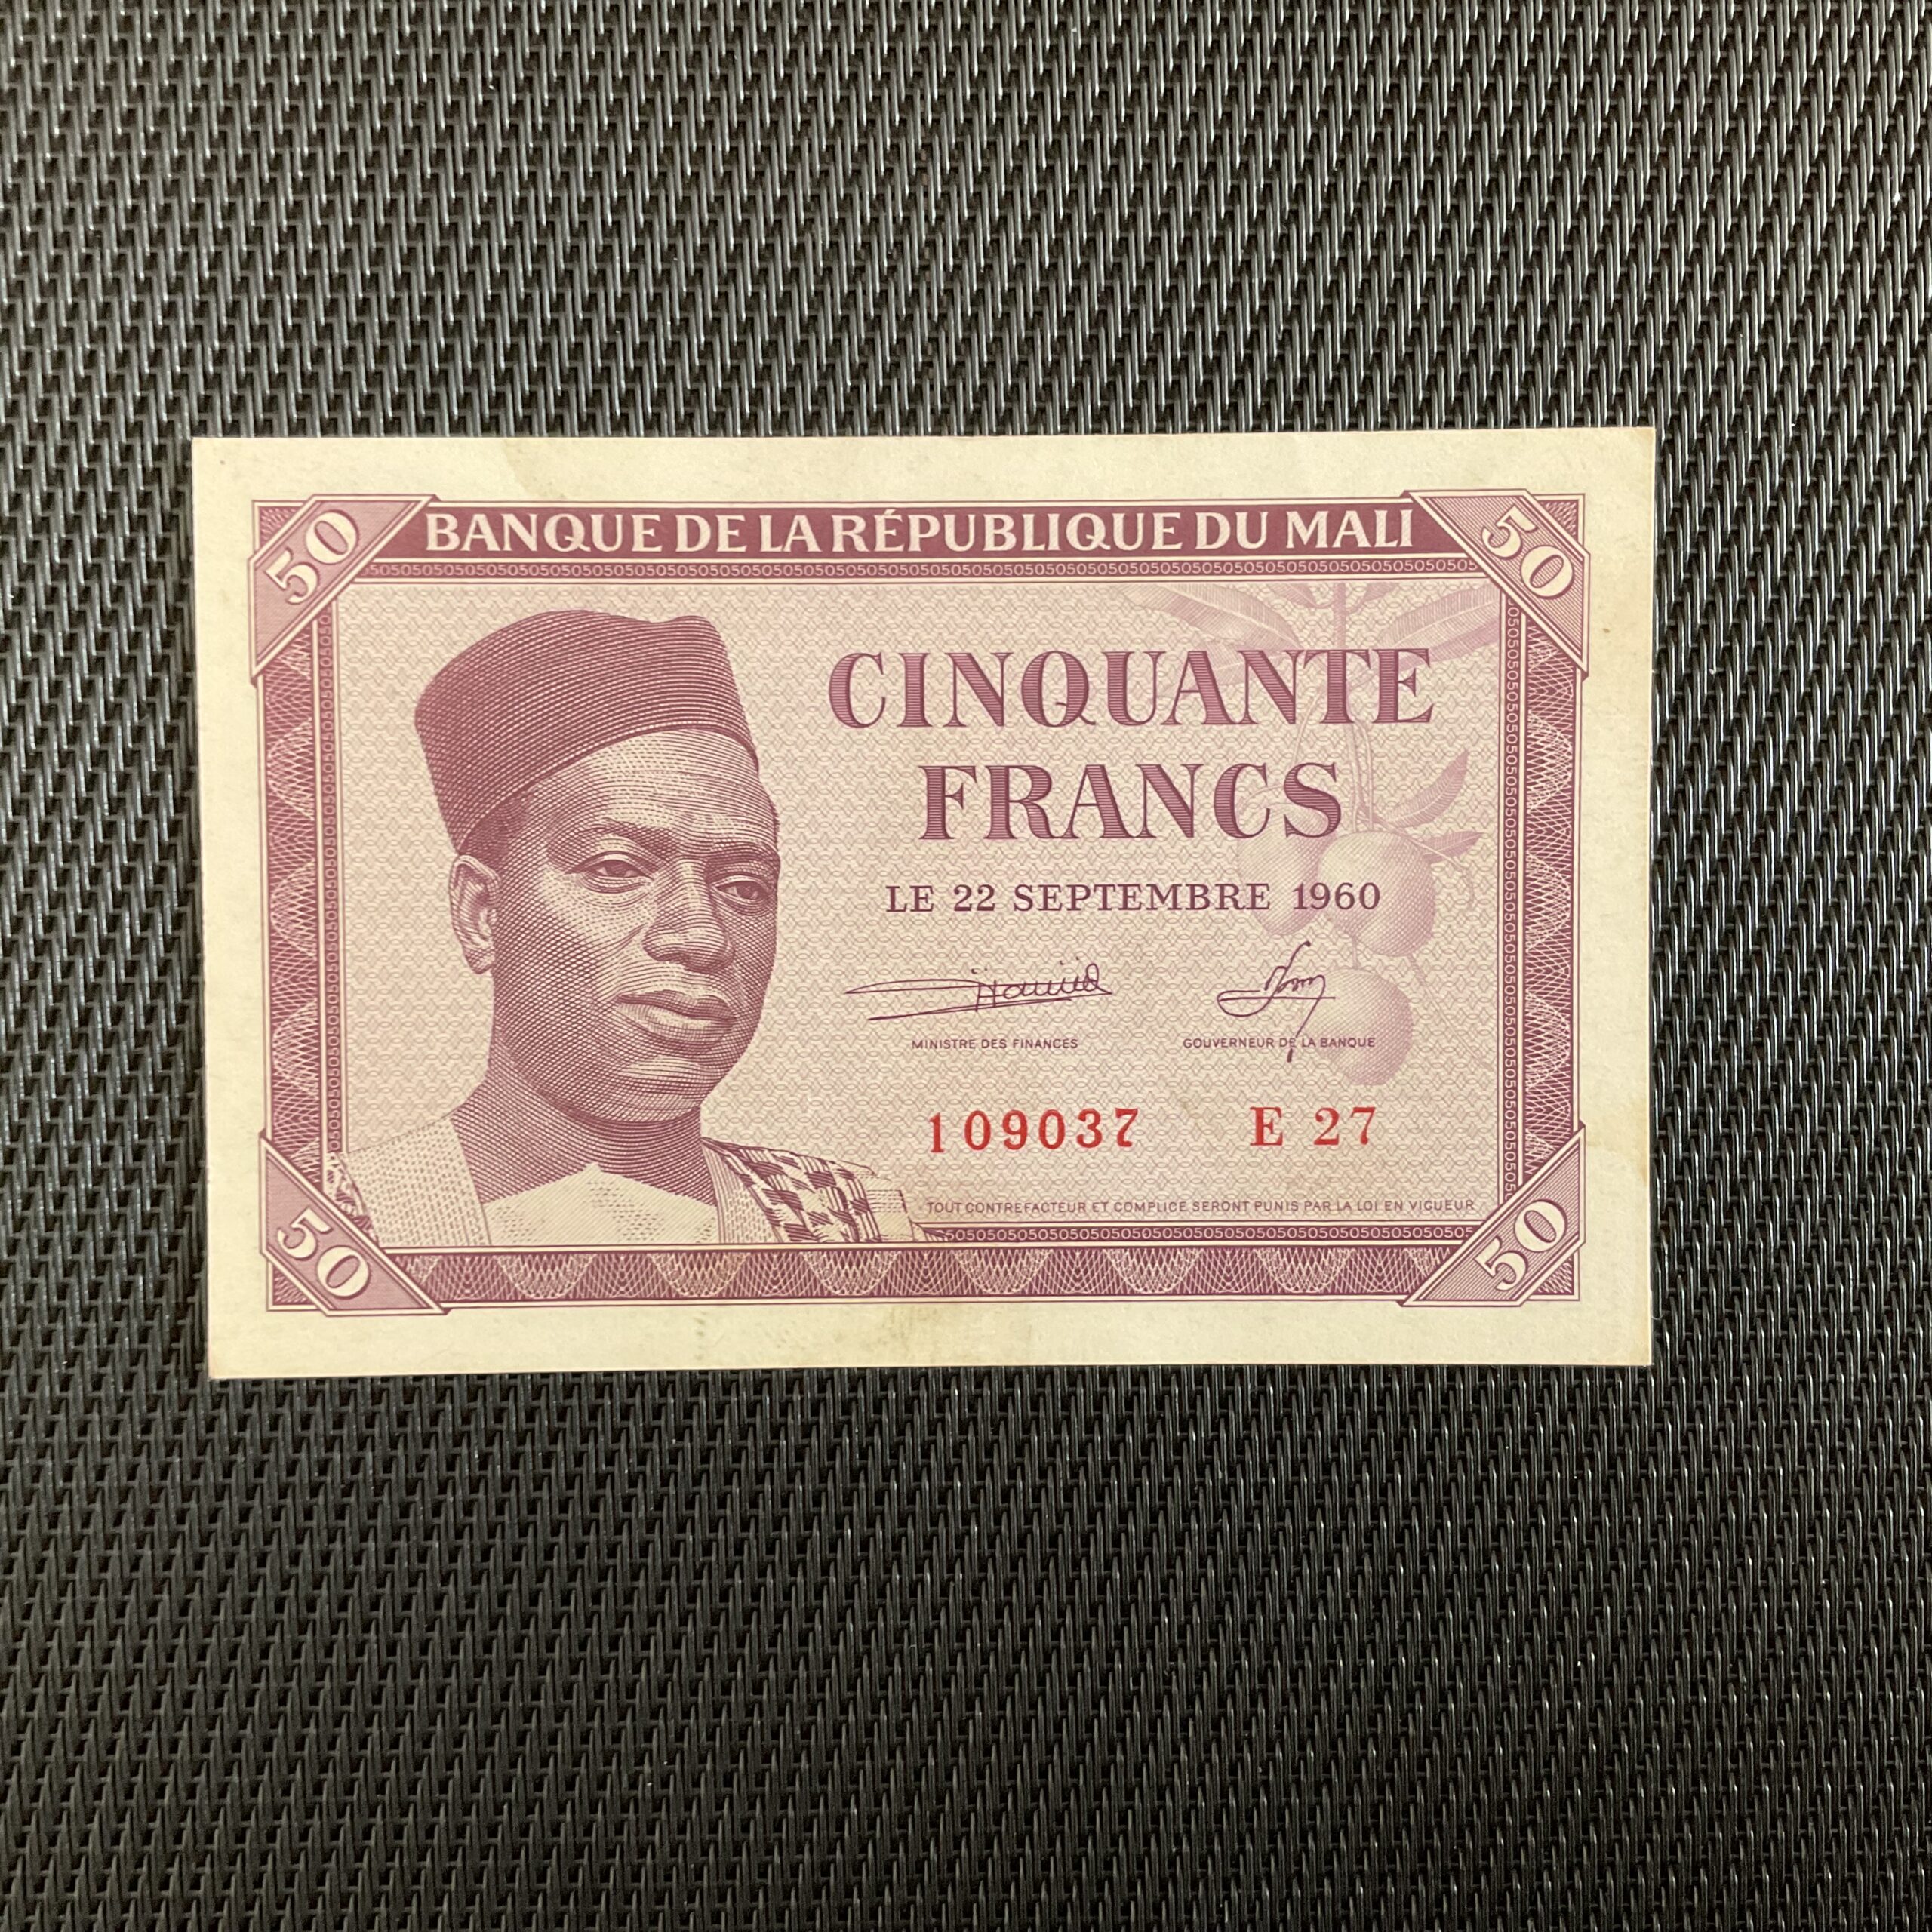 50 BANQUE DE LA RÉPUBLIQUE DU MALI 50
CINQUANTE
FRANCS
LE 22 SEPTEMBRE 1960
MINISTRE DES FINANCES GOUVERNEUR DE LA BANQUE
109037 E 27
TOUT CONTREFACTEUR ET COMPLICE SERONT PUNIS PAR LA LOI EN VIGUEUR
50 50